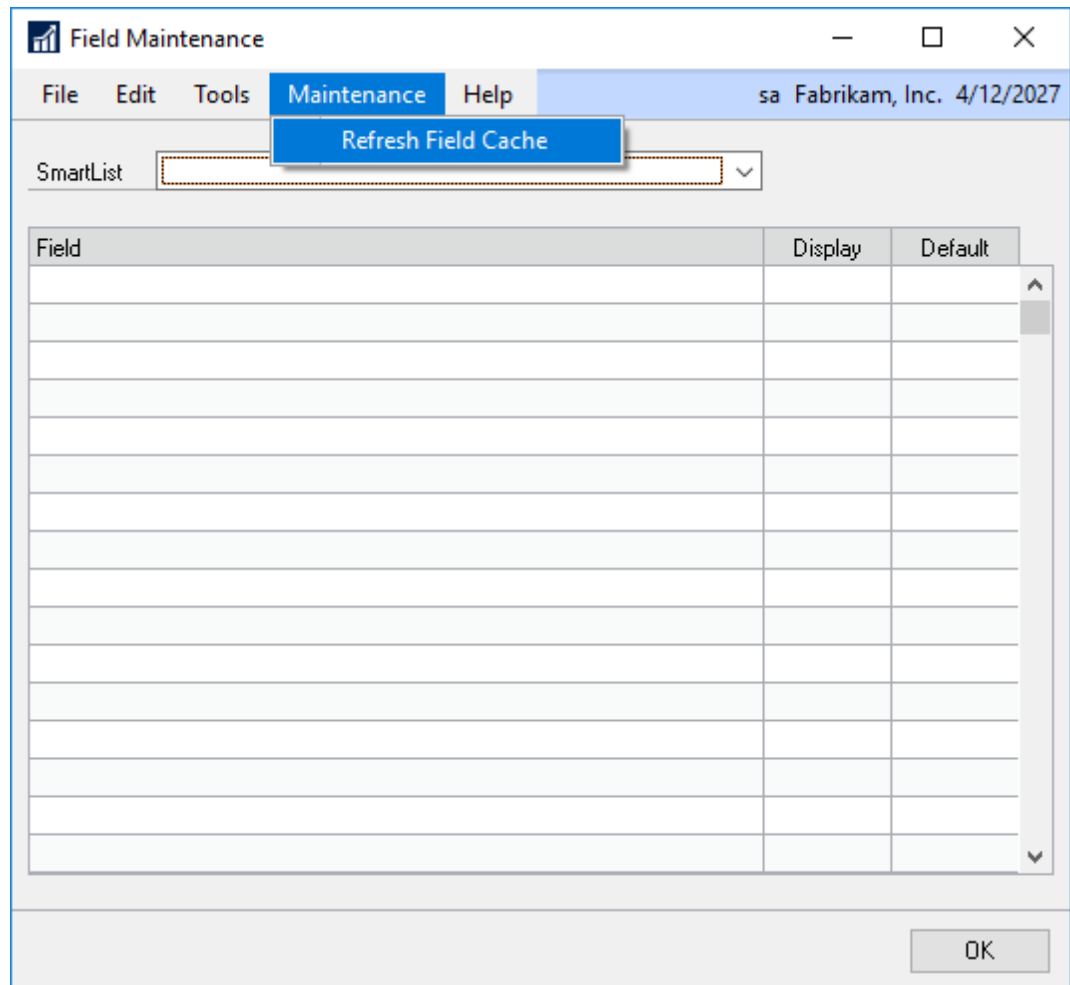 Field Maintenance
File Edit Tools Maintenance Help sa Fabrikam, Inc. 4/12/2027
Refresh Field Cache
SmartList
Field Display Default
OK